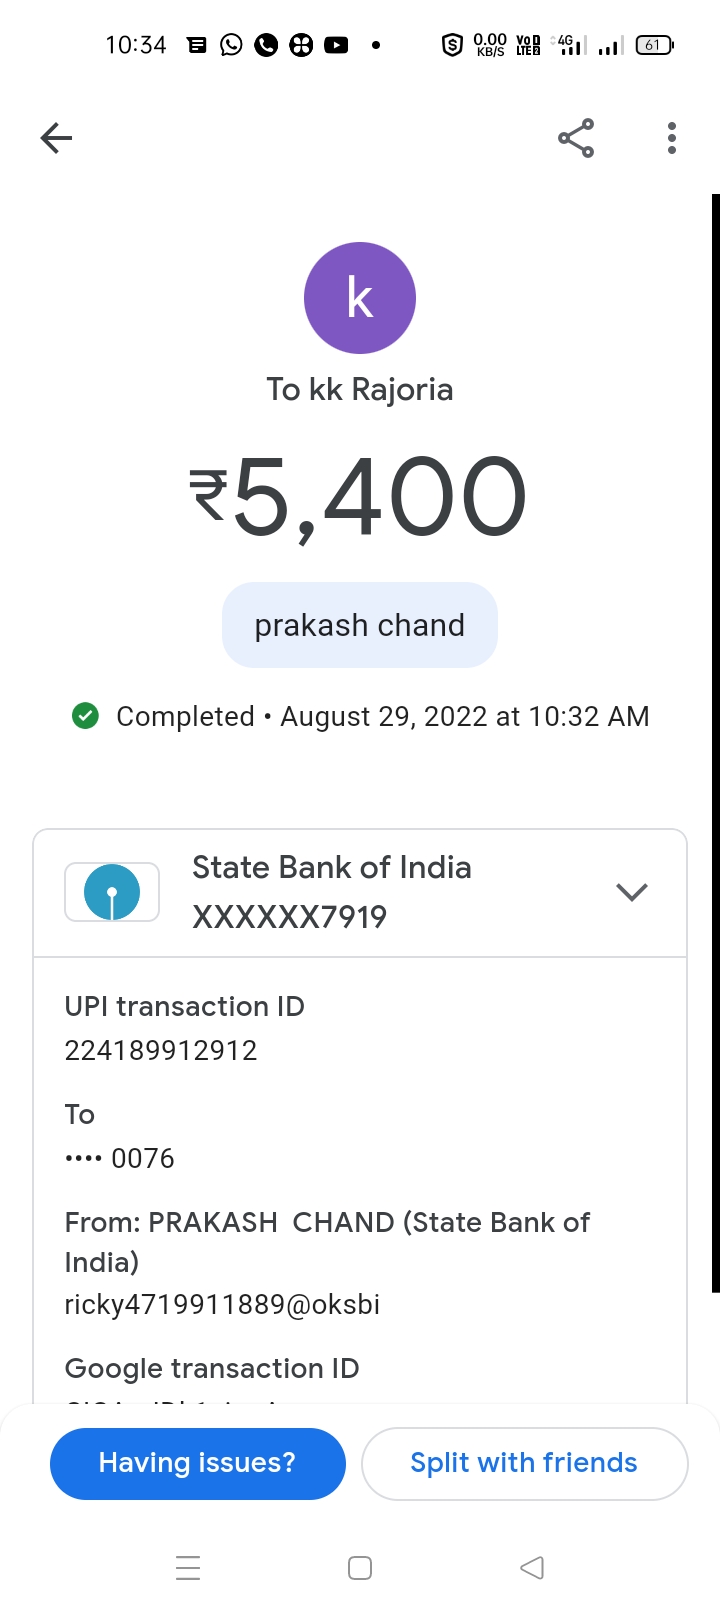 10:34
0.00 KB/S
Vo) LTE2
4G
61
k
To kk Rajoria
₹5,400
prakash chand
Completed • August 29, 2022 at 10:32 AM
State Bank of India
XXXXXX7919
UPI transaction ID
224189912912
To
•••• 0076
From: PRAKASH CHAND (State Bank of
India)
ricky4719911889@oksbi
Google transaction ID
Having issues?
Split with friends